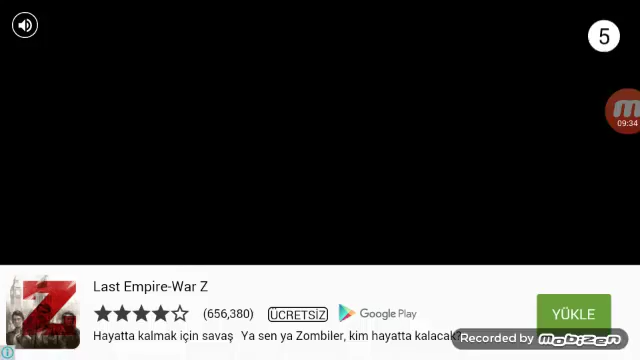 5
09:34
Last Empire-War Z
(656,380) ÜCRETSİZ Google Play
YÜKLE
Hayatta kalmak için savaş Ya sen ya Zombiler, kim hayatta kalacak?
Recorded by mobizen
Z